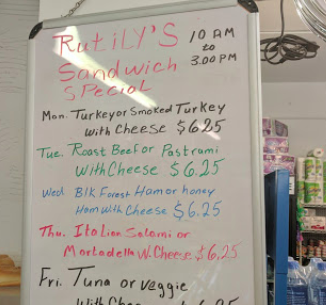 RutiLY'S 10 AM
to
Sandwich 3.00 PM
S.Pecial
Mon. Turkey or Smoked Turkey
with Cheese $6.25
Tue. Roast Beef or Pastrami
With Cheese $6.25
Wed Blk Forest Ham or honey
Ham with Cheese $6.25
Thu. Italian Salami or
Mortadella W. Cheese. $6.25
Fri. Tuna or Veggie
With